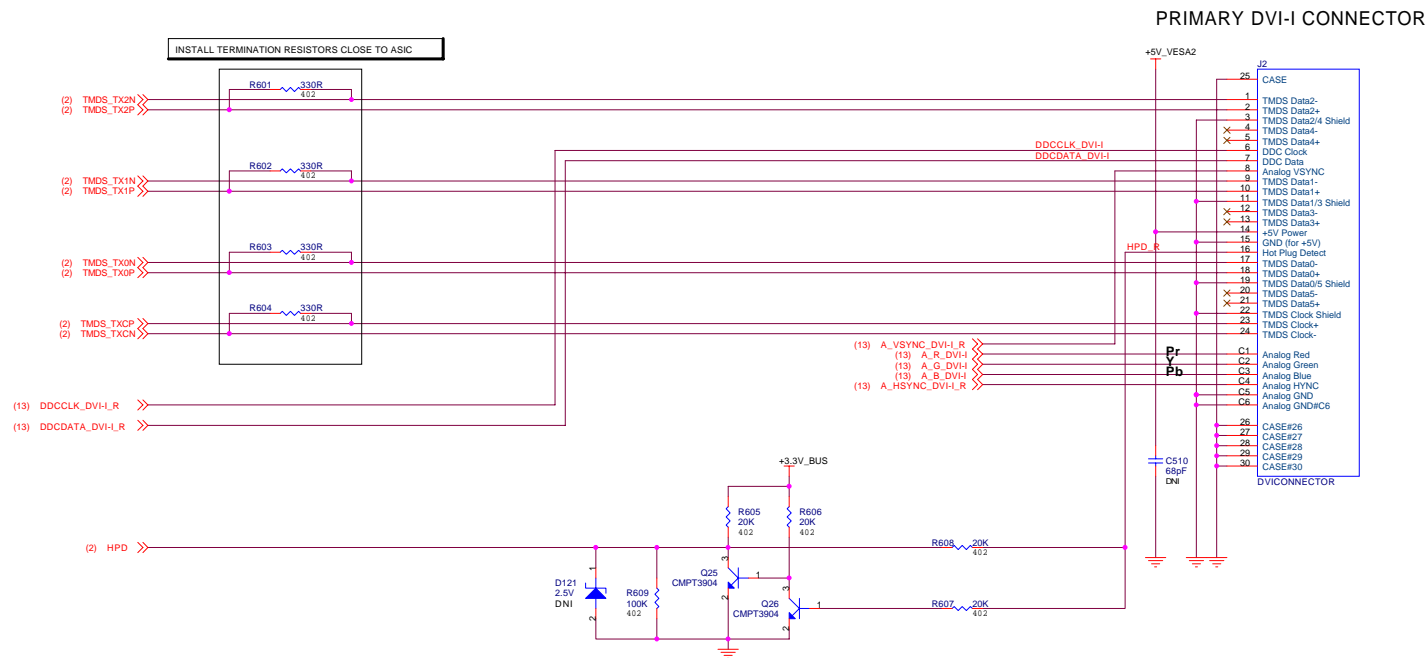 PRIMARY DVI-I CONNECTOR
INSTALL TERMINATION RESISTORS CLOSE TO ASIC
+5V_VESA2
J2
25 CASE
R601 330R
402
(2) TMDS_TX2N
(2) TMDS_TX2P
1 TMDS Data2-
2 TMDS Data2+
3 TMDS Data2/4 Shield
4 TMDS Data4-
5 TMDS Data4+
DDCCLK_DVI-I
6 DDC Clock
DDCDATA_DVI-I
7 DDC Data
8 Analog VSYNC
R602 330R
402
(2) TMDS_TX1N
(2) TMDS_TX1P
9 TMDS Data1-
10 TMDS Data1+
11 TMDS Data1/3 Shield
12 TMDS Data3-
13 TMDS Data3+
14 +5V Power
15 GND (for +5V)
HPD_R
16 Hot Plug Detect
R603 330R
402
(2) TMDS_TX0N
(2) TMDS_TX0P
17 TMDS Data0-
18 TMDS Data0+
19 TMDS Data0/5 Shield
20 TMDS Data5-
21 TMDS Data5+
22 TMDS Clock Shield
R604 330R
402
(2) TMDS_TXCP
(2) TMDS_TXCN
23 TMDS Clock+
24 TMDS Clock-
(13) A_VSYNC_DVI-I_R
(13) A_R_DVI-I
(13) A_G_DVI-I
(13) A_B_DVI-I
(13) A_HSYNC_DVI-I_R
Pr
Y
Pb
C1 Analog Red
C2 Analog Green
C3 Analog Blue
C4 Analog HYNC
C5 Analog GND
C6 Analog GND#C6
(13) DDCCLK_DVI-I_R
(13) DDCDATA_DVI-I_R
26 CASE#26
27 CASE#27
28 CASE#28
29 CASE#29
30 CASE#30
DVICONNECTOR
C510
68pF
DNI
+3.3V_BUS
R605
20K
402
R606
20K
402
(2) HPD
R608 20K
402
D121
2.5V
DNI
1
2
R609
100K
402
Q25
CMPT3904
3
1
2
Q26
CMPT3904
3
1
2
R607 20K
402